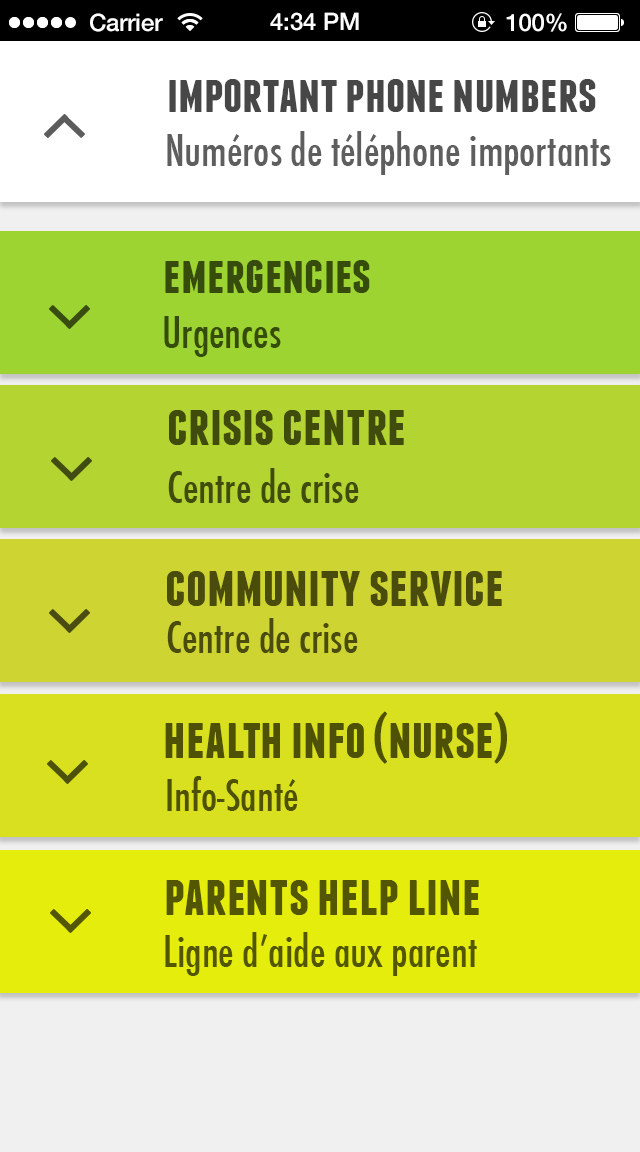 Carrier 4:34 PM 100%
IMPORTANT PHONE NUMBERS
Numéros de téléphone importants
EMERGENCIES
Urgences
CRISIS CENTRE
Centre de crise
COMMUNITY SERVICE
Centre de crise
HEALTH INFO (NURSE)
Info-Santé
PARENTS HELP LINE
Ligne d'aide aux parent